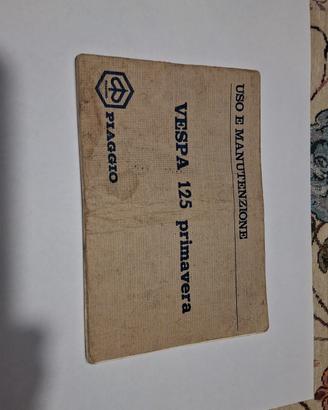 USO E MANUTENZIONE
VESPA 125 primavera
PIAGGIO